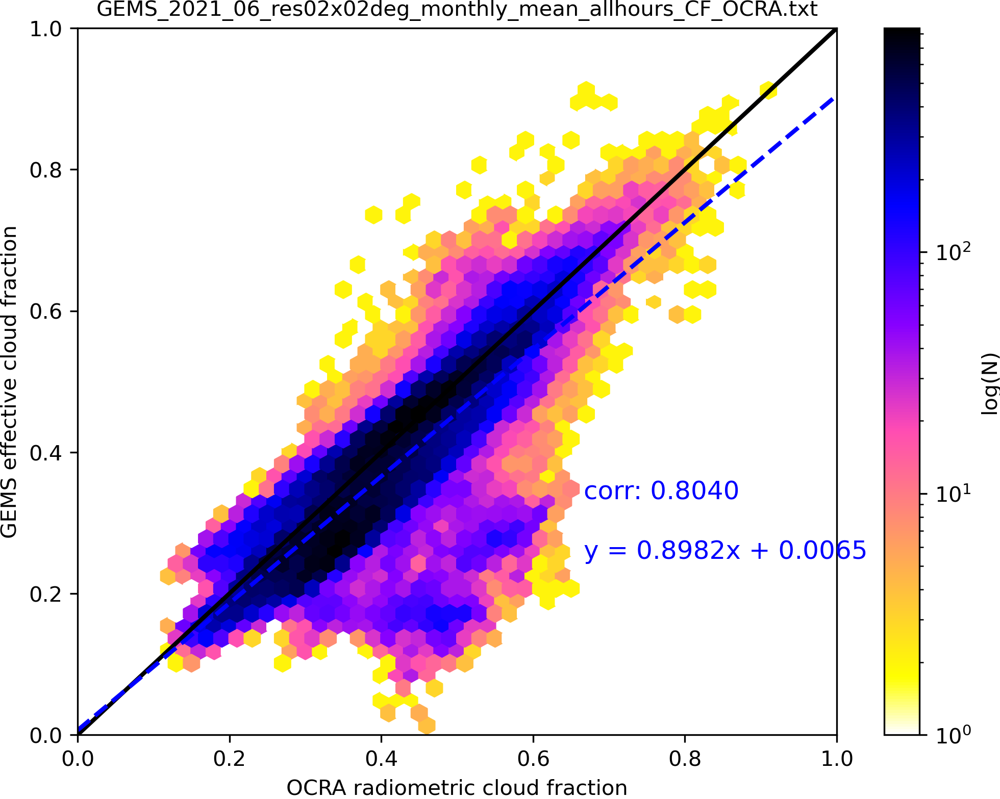 GEMS_2021_06_res02x02deg_monthly_mean_allhours_CF_OCRA.txt
1.0
0.8
0.6
0.4
0.2
0.0
GEMS effective cloud fraction
corr: 0.8040
y = 0.8982x + 0.0065
0.0 0.2 0.4 0.6 0.8 1.0
OCRA radiometric cloud fraction
10²
10¹
10⁰
log(N)